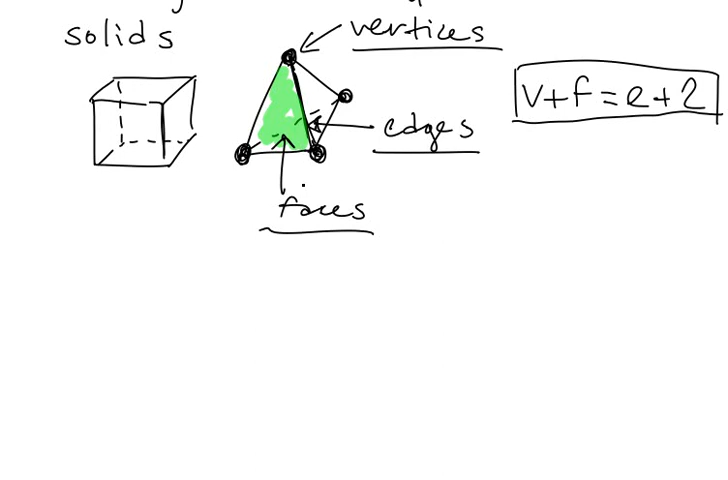 solids
vertices
v+f=e+2
edges
faces